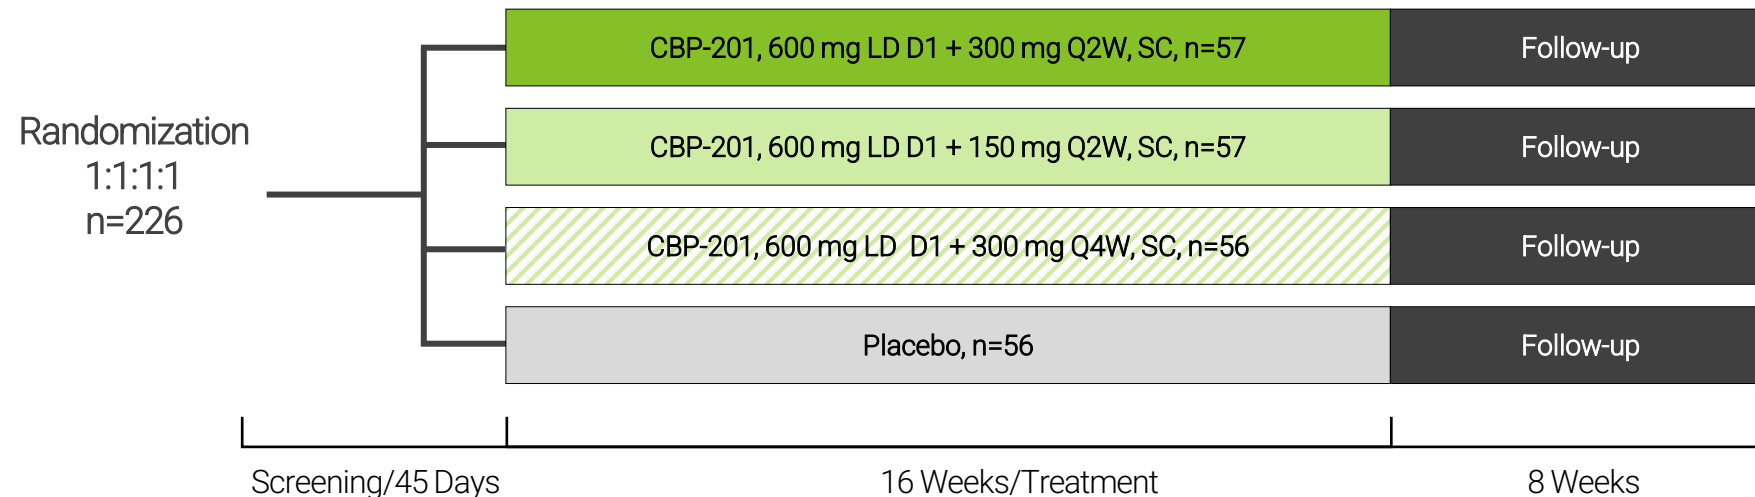 Randomization
1:1:1:1
n=226
CBP-201, 600 mg LD D1 + 300 mg Q2W, SC, n=57
Follow-up
CBP-201, 600 mg LD D1 + 150 mg Q2W, SC, n=57
Follow-up
CBP-201, 600 mg LD D1 + 300 mg Q4W, SC, n=56
Follow-up
Placebo, n=56
Follow-up
Screening/45 Days
16 Weeks/Treatment
8 Weeks